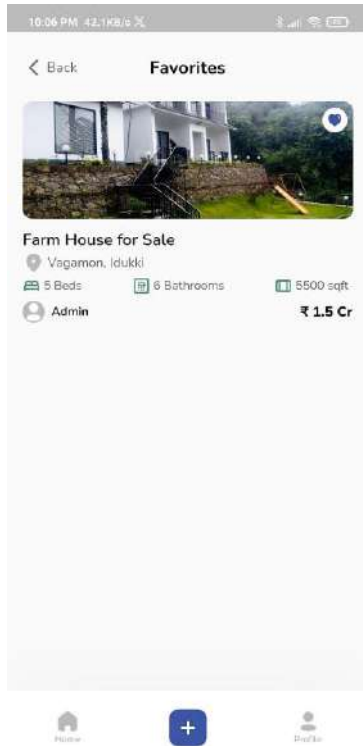 10:06 PM 42.1KB/s
Back Favorites
Farm House for Sale
Vagamon, Idukki
5 Beds 6 Bathrooms 5500 sqft
Admin ₹ 1.5 Cr
Home Profile